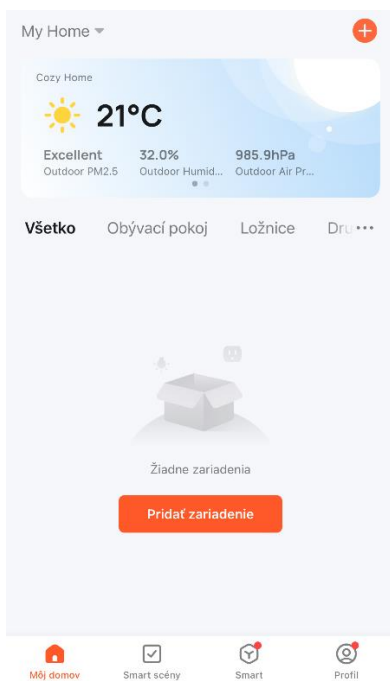 My Home
Cozy Home
21°C
Excellent 32.0% 985.9hPa
Outdoor PM2.5 Outdoor Humid... Outdoor Air Pr...
Všetko Obývací pokoj Ložnice Dru
Žiadne zariadenia
Pridať zariadenie
Môj domov Smart scény Smart Profil